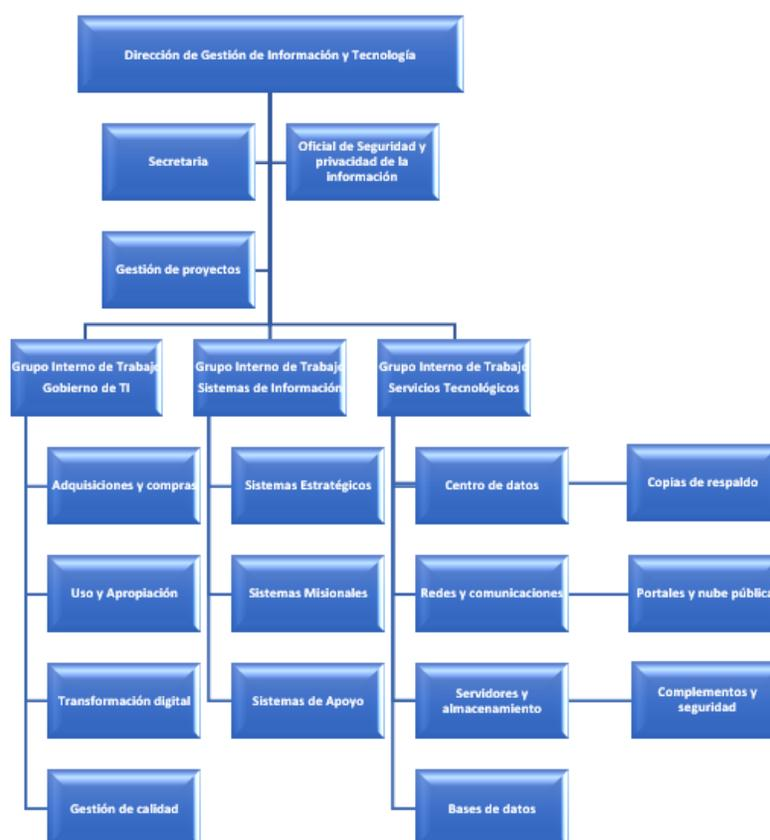 Dirección de Gestión de Información y Tecnología
Secretaria
Oficial de Seguridad y
privacidad de la
información
Gestión de proyectos
Grupo Interno de Trabajo
Gobierno de TI
Grupo Interno de Trabajo
Sistemas de Información
Grupo Interno de Trabajo
Servicios Tecnológicos
Adquisiciones y compras
Sistemas Estratégicos
Centro de datos
Copias de respaldo
Uso y Apropiación
Sistemas Misionales
Redes y comunicaciones
Portales y nube pública
Transformación digital
Sistemas de Apoyo
Servidores y
almacenamiento
Complementos y
seguridad
Gestión de calidad
Bases de datos